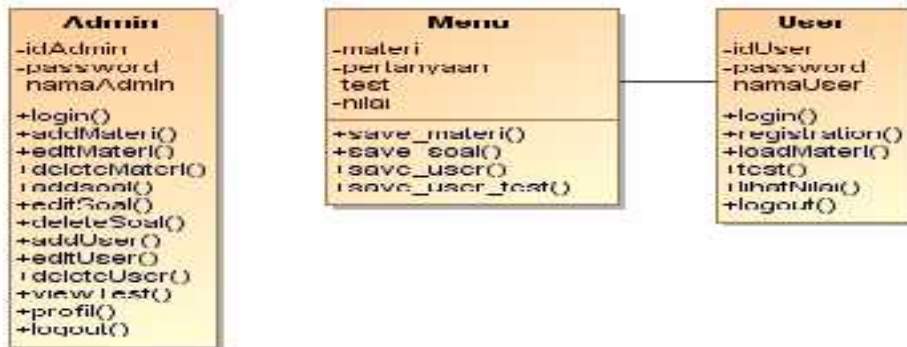 Admin
-idAdmin
-password
-namaAdmin
+login()
+addMateri()
+editMateri()
+deleteMateri()
+addsoal()
+editSoal()
+deleteSoal()
+addUser()
+editUser()
+deleteUser()
+viewTest()
+profil()
+logout()
Menu
-materi
-pertanyaan
-test
-nilai
+save_materi()
+save_soal()
+save_user()
+save_user_test()
User
-idUser
-password
-namaUser
+login()
+registration()
+loadMateri()
+test()
+lihatNilai()
+logout()